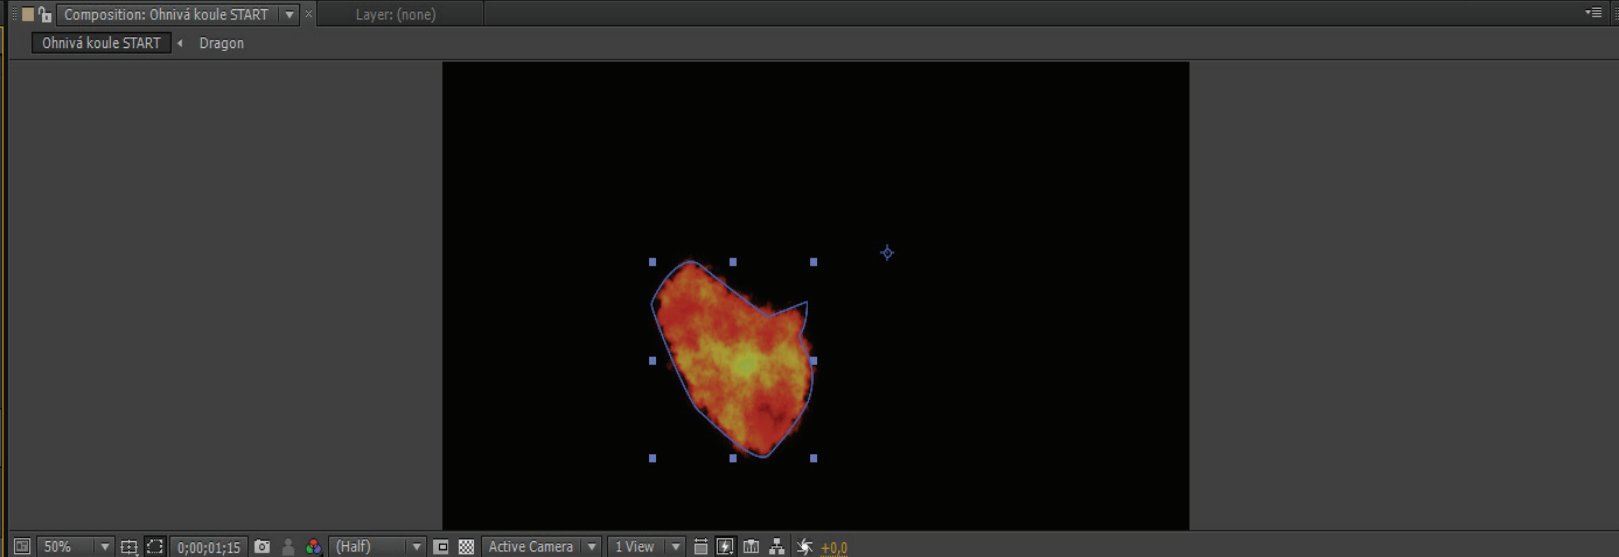 Composition: Ohnivá koule START
Layer: (none)
Ohnivá koule START
Dragon
50%
0;00;01;15
(Half)
Active Camera
1 View
+0,0